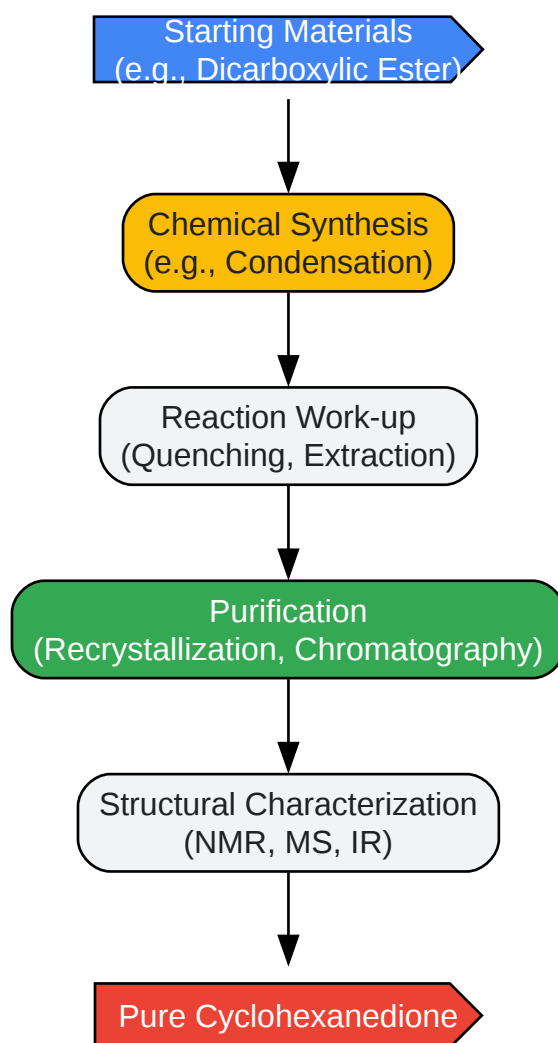 Starting Materials
(e.g., Dicarboxylic Ester)
Chemical Synthesis
(e.g., Condensation)
Reaction Work-up
(Quenching, Extraction)
Purification
(Recrystallization, Chromatography)
Structural Characterization
(NMR, MS, IR)
Pure Cyclohexanedione